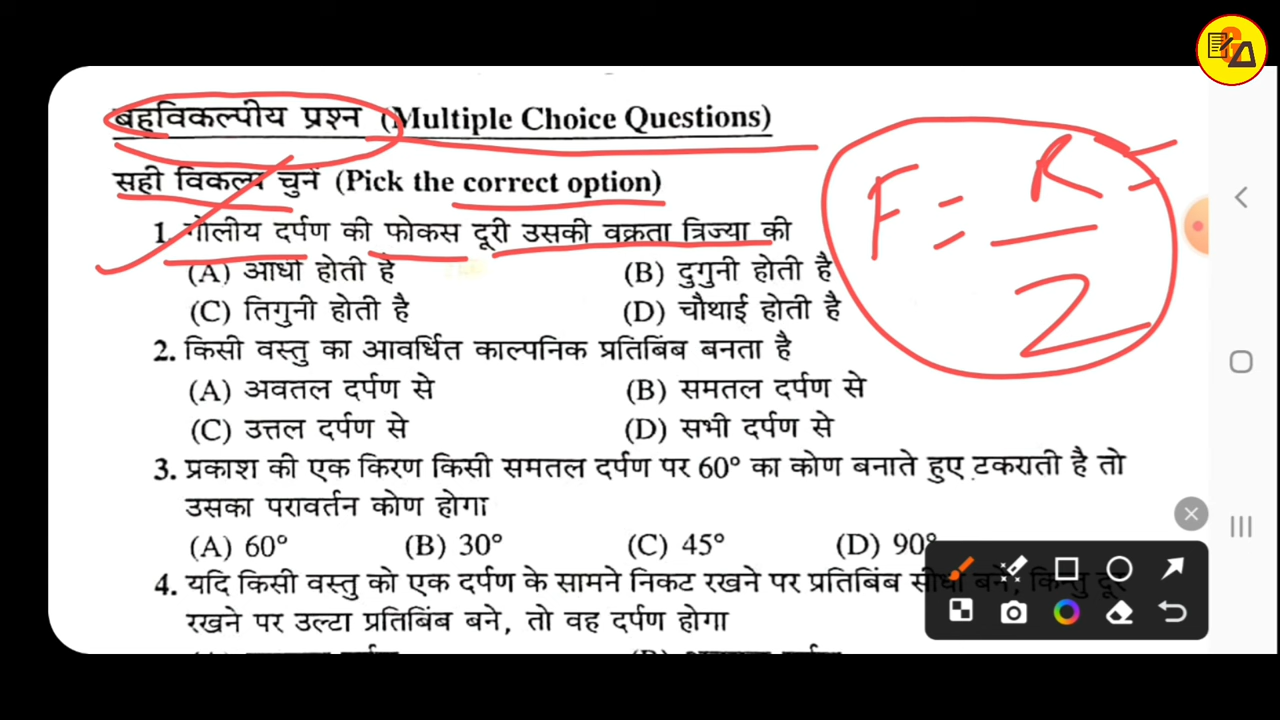 बहुविकल्पीय प्रश्न (Multiple Choice Questions)
सही विकल्प चुनें (Pick the correct option)
1. गोलीय दर्पण की फोकस दूरी उसकी वक्रता त्रिज्या की
(A) आधी होती है (B) दुगुनी होती है
(C) तिगुनी होती है (D) चौथाई होती है
F = R/2
2. किसी वस्तु का आवर्धित काल्पनिक प्रतिबिंब बनता है
(A) अवतल दर्पण से (B) समतल दर्पण से
(C) उत्तल दर्पण से (D) सभी दर्पण से
3. प्रकाश की एक किरण किसी समतल दर्पण पर 60° का कोण बनाते हुए टकराती है तो
उसका परावर्तन कोण होगा
(A) 60° (B) 30° (C) 45° (D) 90°
4. यदि किसी वस्तु को एक दर्पण के सामने निकट रखने पर प्रतिबिंब सीधा बने, किन्तु दूर
रखने पर उल्टा प्रतिबिंब बने, तो वह दर्पण होगा